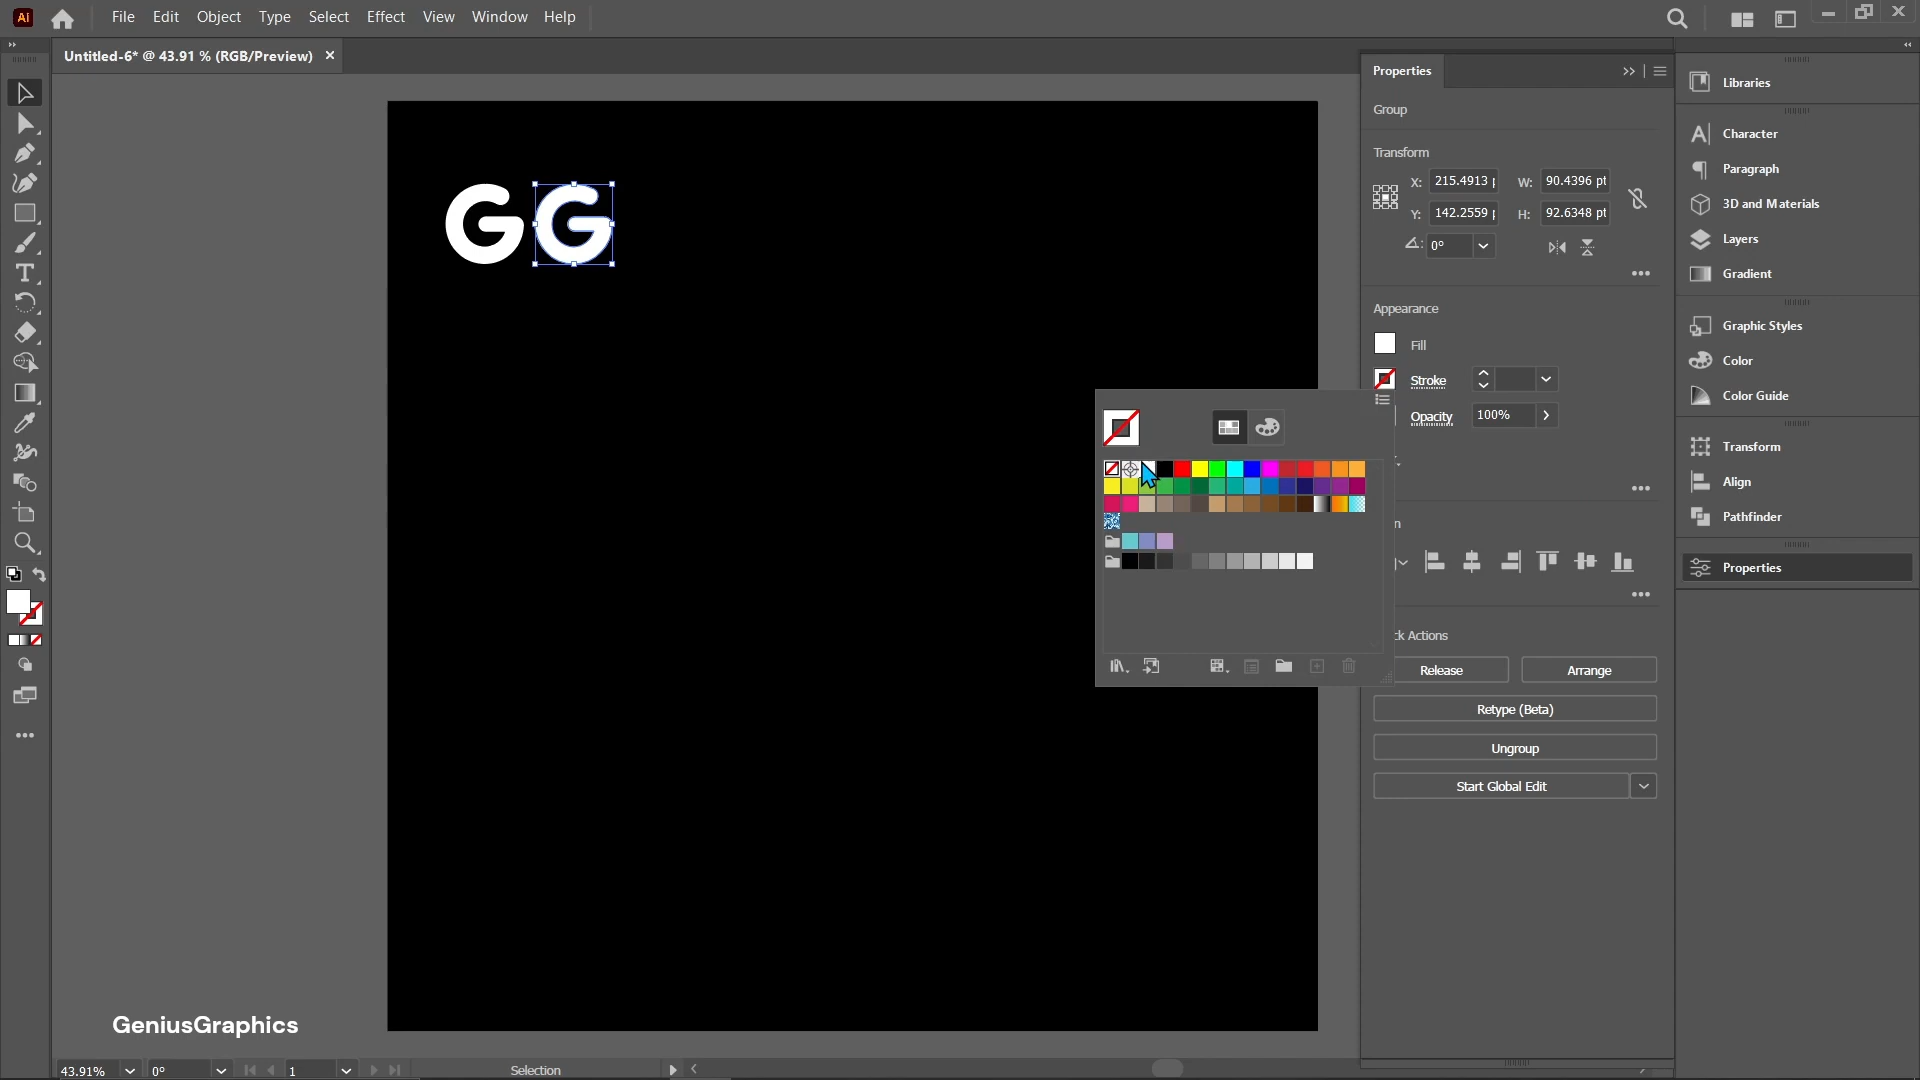 Ai
File Edit Object Type Select Effect View Window Help
Untitled-6* @ 43.91 % (RGB/Preview) ×
Properties
Group
Transform
X: 215.4913 W: 90.4396 pt
Y: 142.2559 H: 92.6348 pt
0°
Appearance
Fill
Stroke
Opacity 100%
Release Arrange
Retype (Beta)
Ungroup
Start Global Edit
Libraries
Character
Paragraph
3D and Materials
Layers
Gradient
Graphic Styles
Color
Color Guide
Transform
Align
Pathfinder
Properties
G G
GeniusGraphics
43.91% 0° 1 Selection